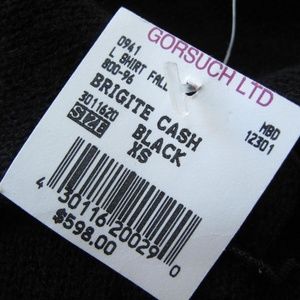 GORSUCH LTD
0941
L SHIRT FALL
MBD
800-96
12301
BRIGITE CASH
3011620
BLACK
SIZE
XS
4 30116 20029 0
$598.00